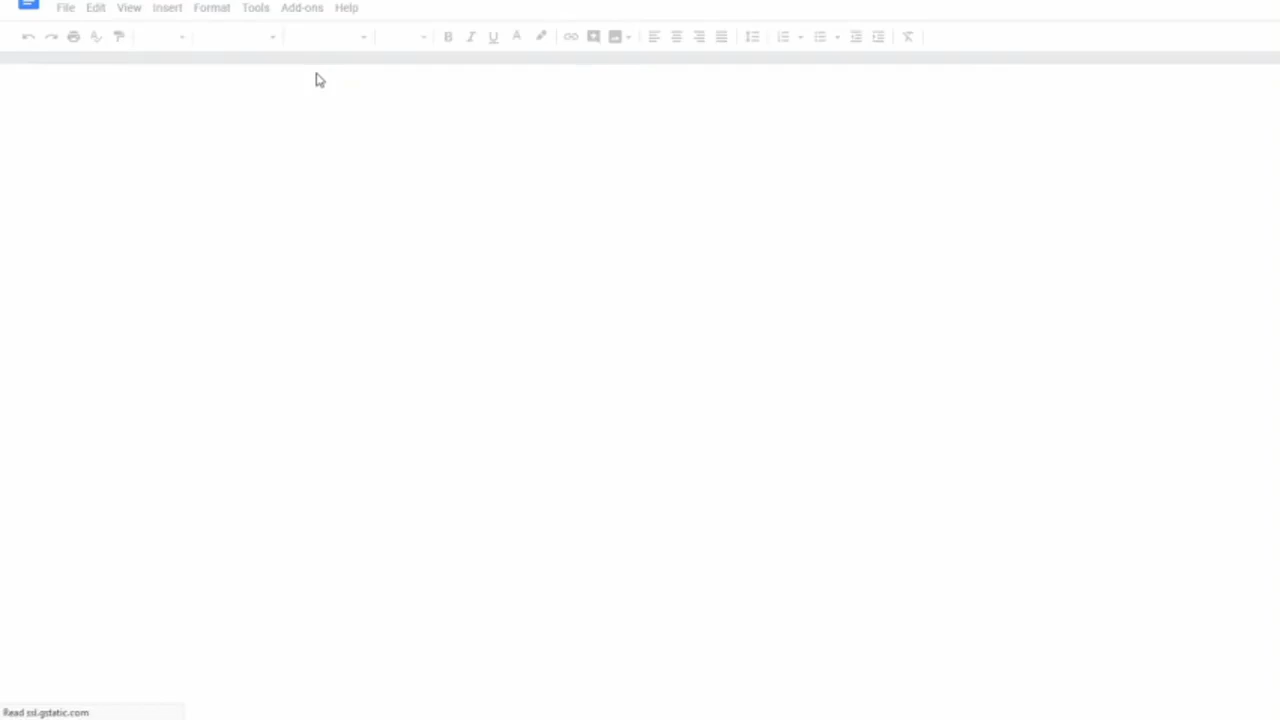 File Edit View Insert Format Tools Add-ons Help
B I U A
Read ssl.gstatic.com